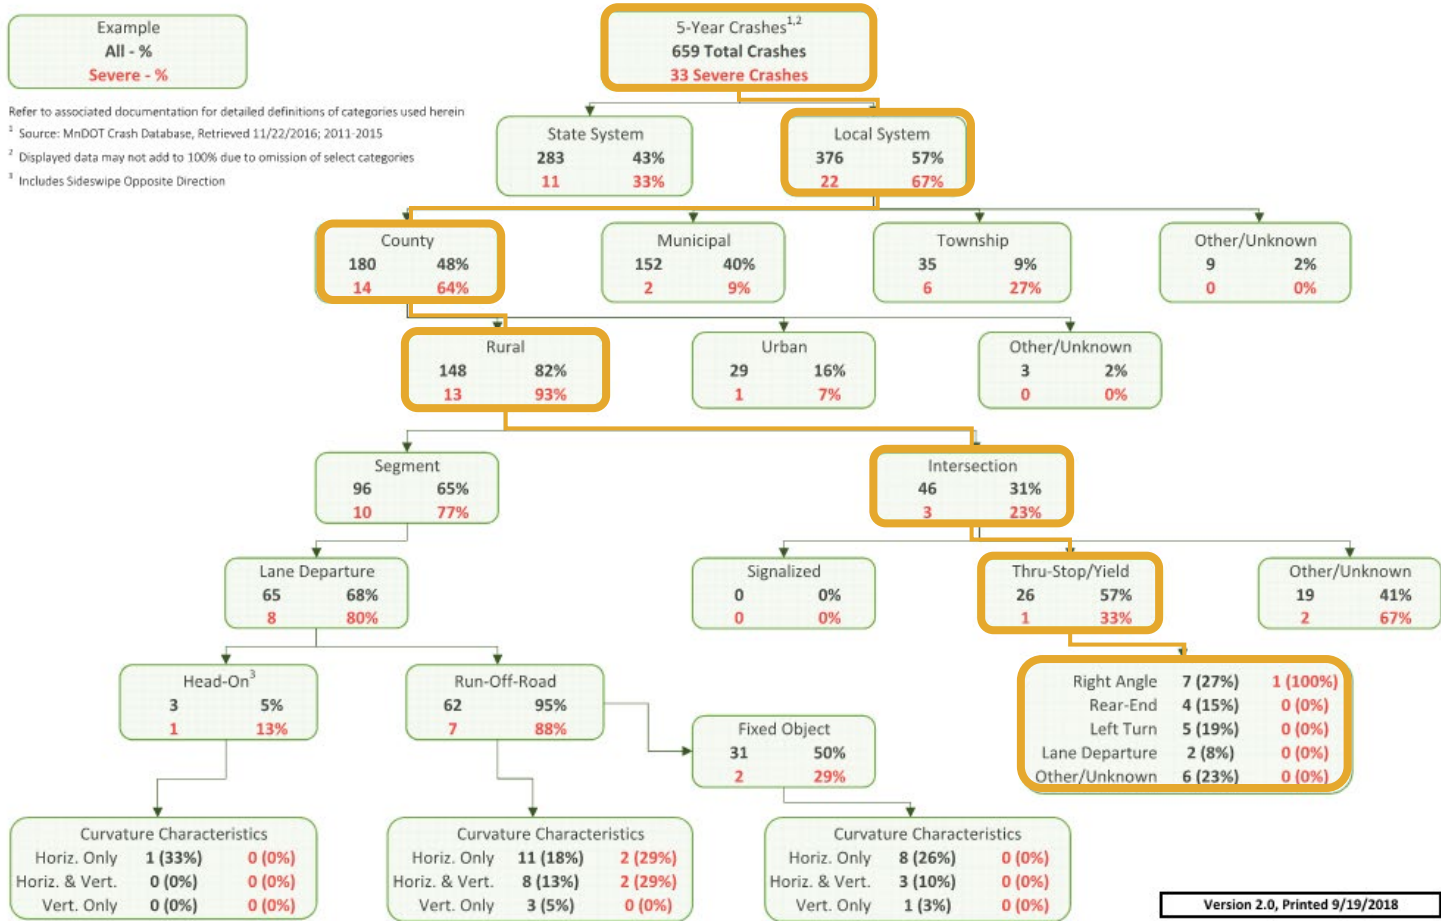 Example
All - %
Severe - %
Refer to associated documentation for detailed definitions of categories used herein
1 Source: MnDOT Crash Database, Retrieved 11/22/2016; 2011-2015
2 Displayed data may not add to 100% due to omission of select categories
3 Includes Sideswipe Opposite Direction
5-Year Crashes1,2
659 Total Crashes
33 Severe Crashes
State System
283 43%
11 33%
Local System
376 57%
22 67%
County
180 48%
14 64%
Municipal
152 40%
2 9%
Township
35 9%
6 27%
Other/Unknown
9 2%
0 0%
Rural
148 82%
13 93%
Urban
29 16%
1 7%
Other/Unknown
3 2%
0 0%
Segment
96 65%
10 77%
Intersection
46 31%
3 23%
Lane Departure
65 68%
8 80%
Signalized
0 0%
0 0%
Thru-Stop/Yield
26 57%
1 33%
Other/Unknown
19 41%
2 67%
Head-On3
3 5%
1 13%
Run-Off-Road
62 95%
7 88%
Fixed Object
31 50%
2 29%
Right Angle 7 (27%) 1 (100%)
Rear-End 4 (15%) 0 (0%)
Left Turn 5 (19%) 0 (0%)
Lane Departure 2 (8%) 0 (0%)
Other/Unknown 6 (23%) 0 (0%)
Curvature Characteristics
Horiz. Only 1 (33%) 0 (0%)
Horiz. & Vert. 0 (0%) 0 (0%)
Vert. Only 0 (0%) 0 (0%)
Curvature Characteristics
Horiz. Only 11 (18%) 2 (29%)
Horiz. & Vert. 8 (13%) 2 (29%)
Vert. Only 3 (5%) 0 (0%)
Curvature Characteristics
Horiz. Only 8 (26%) 0 (0%)
Horiz. & Vert. 3 (10%) 0 (0%)
Vert. Only 1 (3%) 0 (0%)
Version 2.0, Printed 9/19/2018